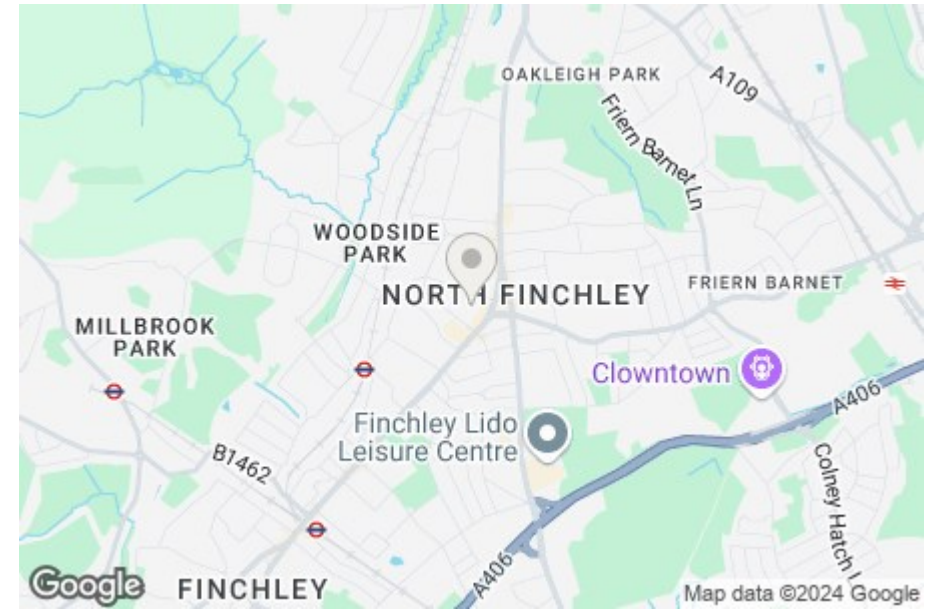 OAKLEIGH PARK
A109
Friern Barnet Ln
WOODSIDE
PARK
NORTH FINCHLEY
FRIERN BARNET
MILLBROOK
PARK
Clowntown
A406
Finchley Lido
Leisure Centre
B1462
Colney Hatch L
A406
FINCHLEY
Google
Map data ©2024 Google